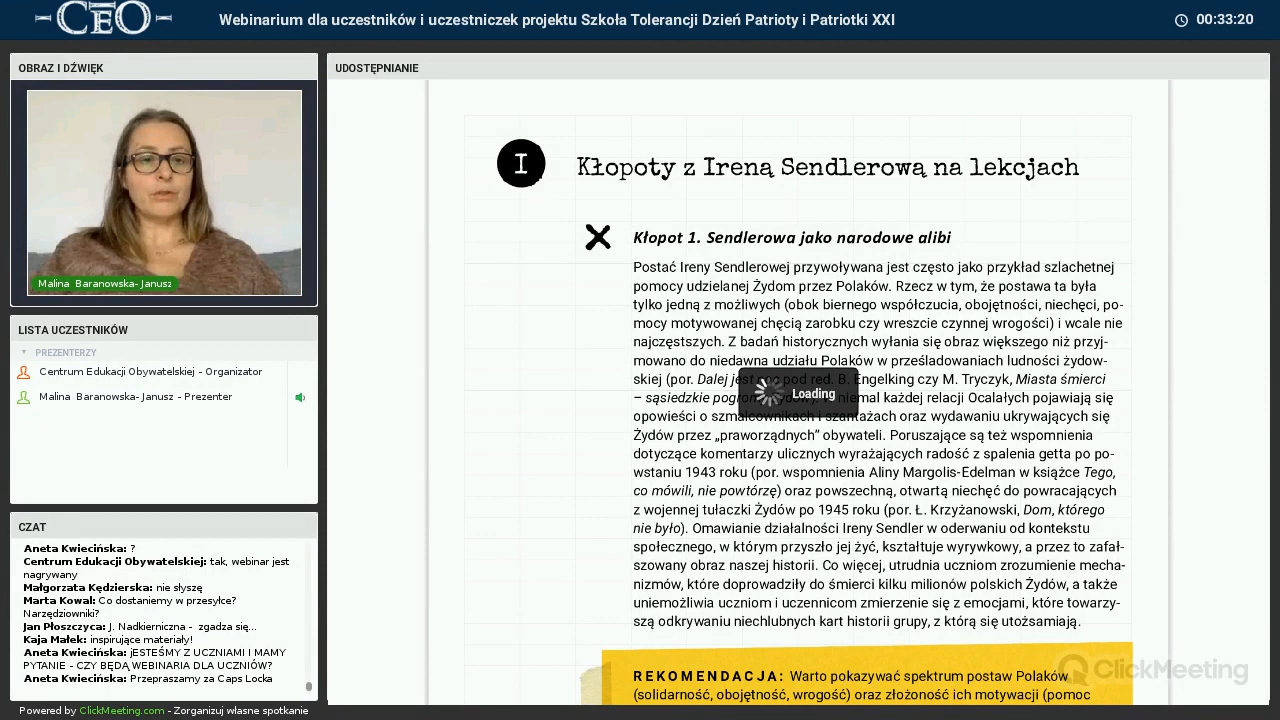 CEO
Webinarium dla uczestników i uczestniczek projektu Szkoła Tolerancji Dzień Patrioty i Patriotki XXI
00:33:20
OBRAZ I DŹWIĘK
Malina Baranowska- Janusz
LISTA UCZESTNIKÓW
PREZENTERZY
Centrum Edukacji Obywatelskiej - Organizator
Malina Baranowska- Janusz - Prezenter
CZAT
Aneta Kwiecińska: ?
Centrum Edukacji Obywatelskiej: tak, webinar jest
nagrywany
Małgorzata Kędzierska: nie słyszę
Marta Kowal: Co dostaniemy w przesyłce?
Narzędziowniki?
Jan Płoszczyca: J. Nadkierniczna - zgadza się...
Kaja Małek: inspirujące materiały!
Aneta Kwiecińska: jESTEŚMY Z UCZNIAMI I MAMY
PYTANIE - CZY BĘDĄ WEBINARIA DLA UCZNIÓW?
Aneta Kwiecińska: Przepraszamy za Caps Locka
Powered by ClickMeeting.com - Zorganizuj własne spotkanie
UDOSTĘPNIANIE
I Kłopoty z Ireną Sendlerową na lekcjach
Kłopot 1. Sendlerowa jako narodowe alibi
Postać Ireny Sendlerowej przywoływana jest często jako przykład szlachetnej
pomocy udzielanej Żydom przez Polaków. Rzecz w tym, że postawa ta była
tylko jedną z możliwych (obok biernego współczucia, obojętności, niechęci, po-
mocy motywowanej chęcią zarobku czy wreszcie czynnej wrogości) i wcale nie
najczęstszych. Z badań historycznych wyłania się obraz większego niż przyj-
mowano do niedawna udziału Polaków w prześladowaniach ludności żydow-
skiej (por. Dalej jest noc pod red. B. Engelking czy M. Tryczyk, Miasta śmierci
– sąsiedzkie pogromy Żydów). W niemal każdej relacji Ocalałych pojawiają się
Loading
opowieści o szmalcownikach i szantażach oraz wydawaniu ukrywających się
Żydów przez „praworządnych” obywateli. Poruszające są też wspomnienia
dotyczące komentarzy ulicznych wyrażających radość z spalenia getta po po-
wstaniu 1943 roku (por. wspomnienia Aliny Margolis-Edelman w książce Tego,
co mówili, nie powtórzę) oraz powszechną, otwartą niechęć do powracających
z wojennej tułaczki Żydów po 1945 roku (por. Ł. Krzyżanowski, Dom, którego
nie było). Omawianie działalności Ireny Sendler w oderwaniu od kontekstu
społecznego, w którym przyszło jej żyć, kształtuje wyrywkowy, a przez to zafał-
szowany obraz naszej historii. Co więcej, utrudnia uczniom zrozumienie mecha-
nizmów, które doprowadziły do śmierci kilku milionów polskich Żydów, a także
uniemożliwia uczniom i uczennicom zmierzenie się z emocjami, które towarzy-
szą odkrywaniu niechlubnych kart historii grupy, z którą się utożsamiają.
REKOMENDACJA: Warto pokazywać spektrum postaw Polaków
(solidarność, obojętność, wrogość) oraz złożoność ich motywacji (pomoc
ClickMeeting